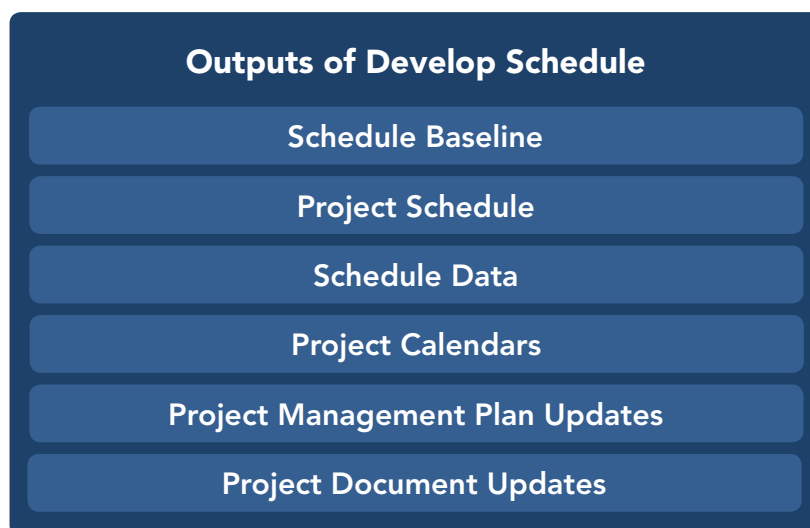 Outputs of Develop Schedule
Schedule Baseline
Project Schedule
Schedule Data
Project Calendars
Project Management Plan Updates
Project Document Updates